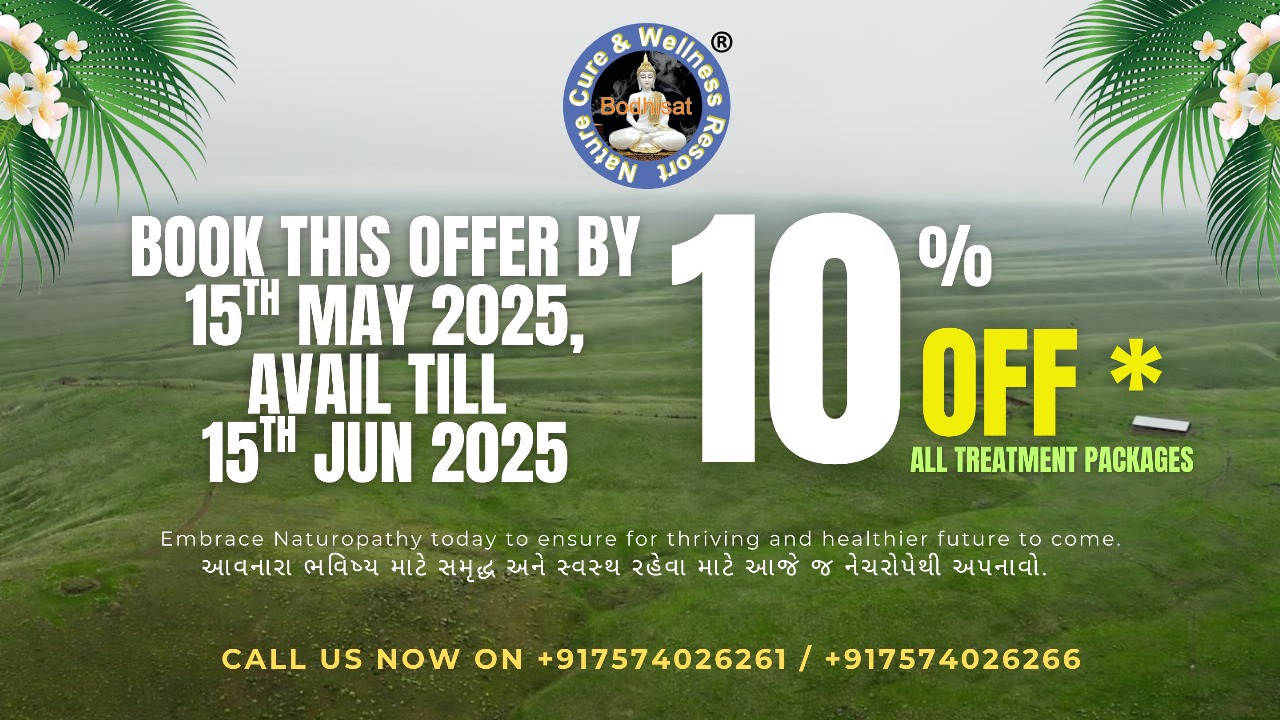 Nature Cure & Wellness Resort ®
Bodhisat
BOOK THIS OFFER BY
15TH MAY 2025,
AVAIL TILL
15TH JUN 2025
10%
OFF *
ALL TREATMENT PACKAGES
Embrace Naturopathy today to ensure for thriving and healthier future to come.
આવનારા ભવિષ્ય માટે સમૃદ્ધ અને સ્વસ્થ રહેવા માટે આજે જ નેચરોપેથી અપનાવો.
CALL US NOW ON +917574026261 / +917574026266